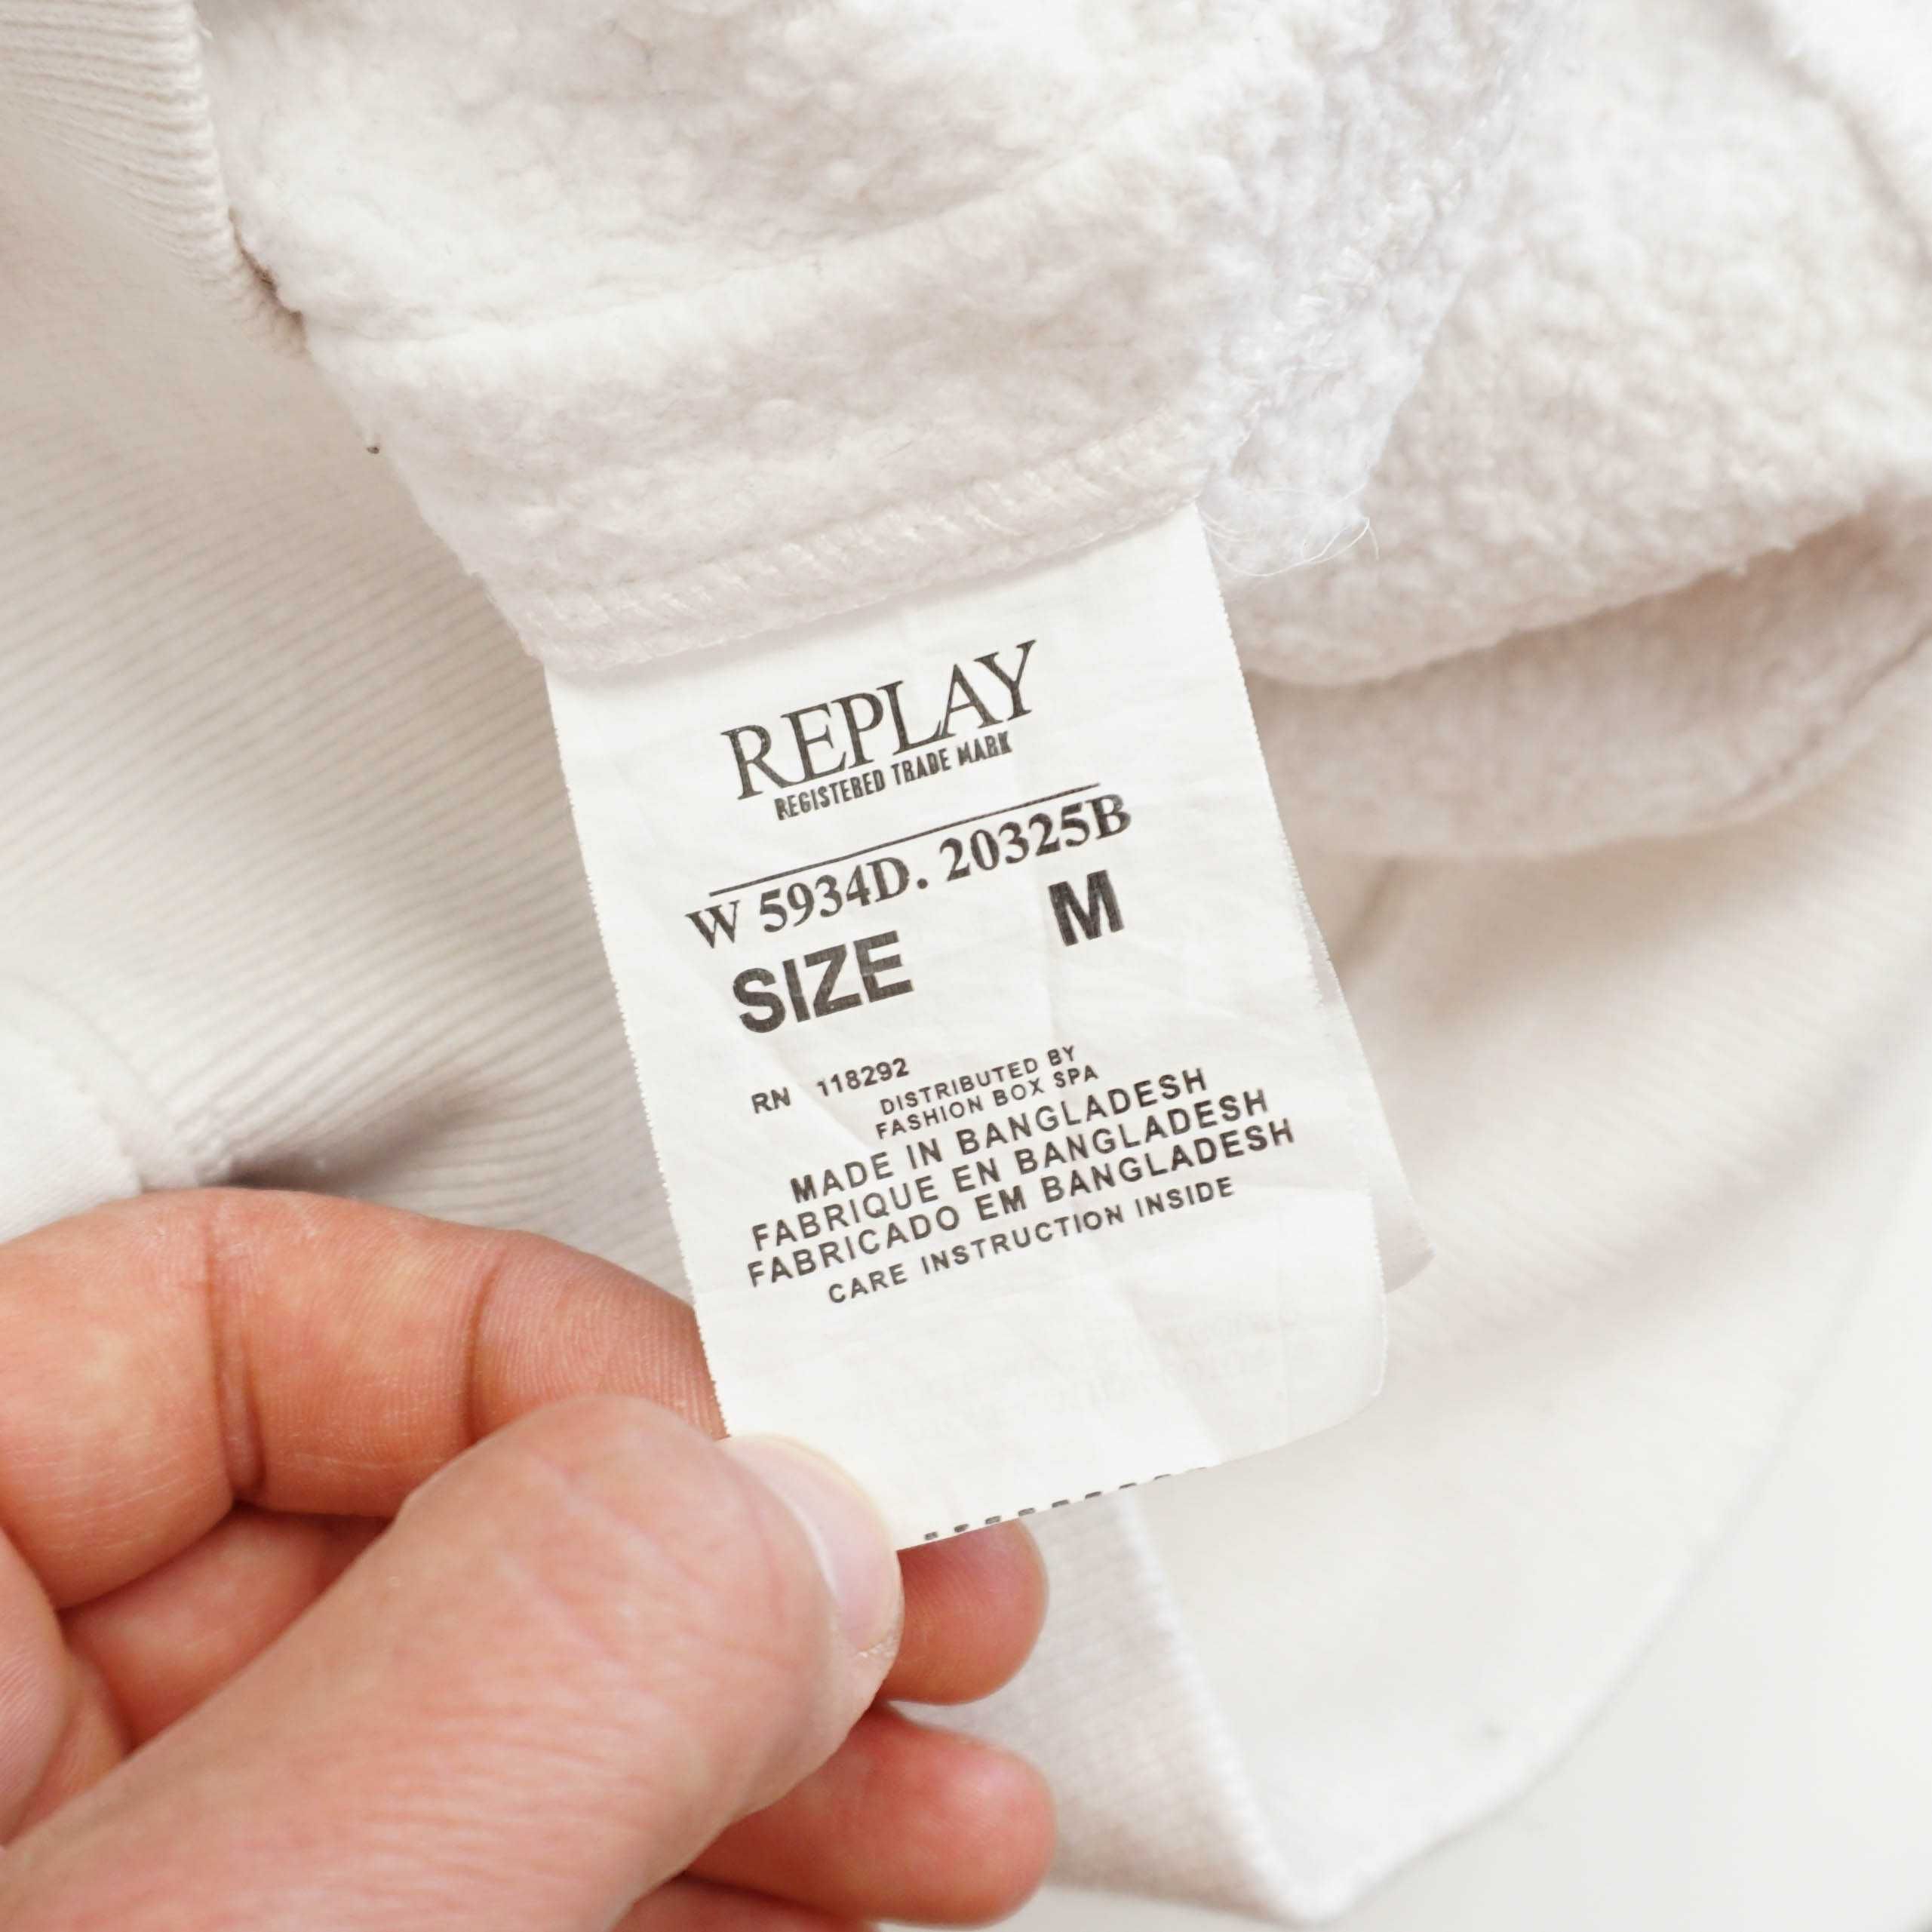 REPLAY
REGISTERED TRADE MARK
W 5934D. 20325B
SIZE M
RN 118292
DISTRIBUTED BY
FASHION BOX SPA
MADE IN BANGLADESH
FABRIQUE EN BANGLADESH
FABRICADO EM BANGLADESH
CARE INSTRUCTION INSIDE